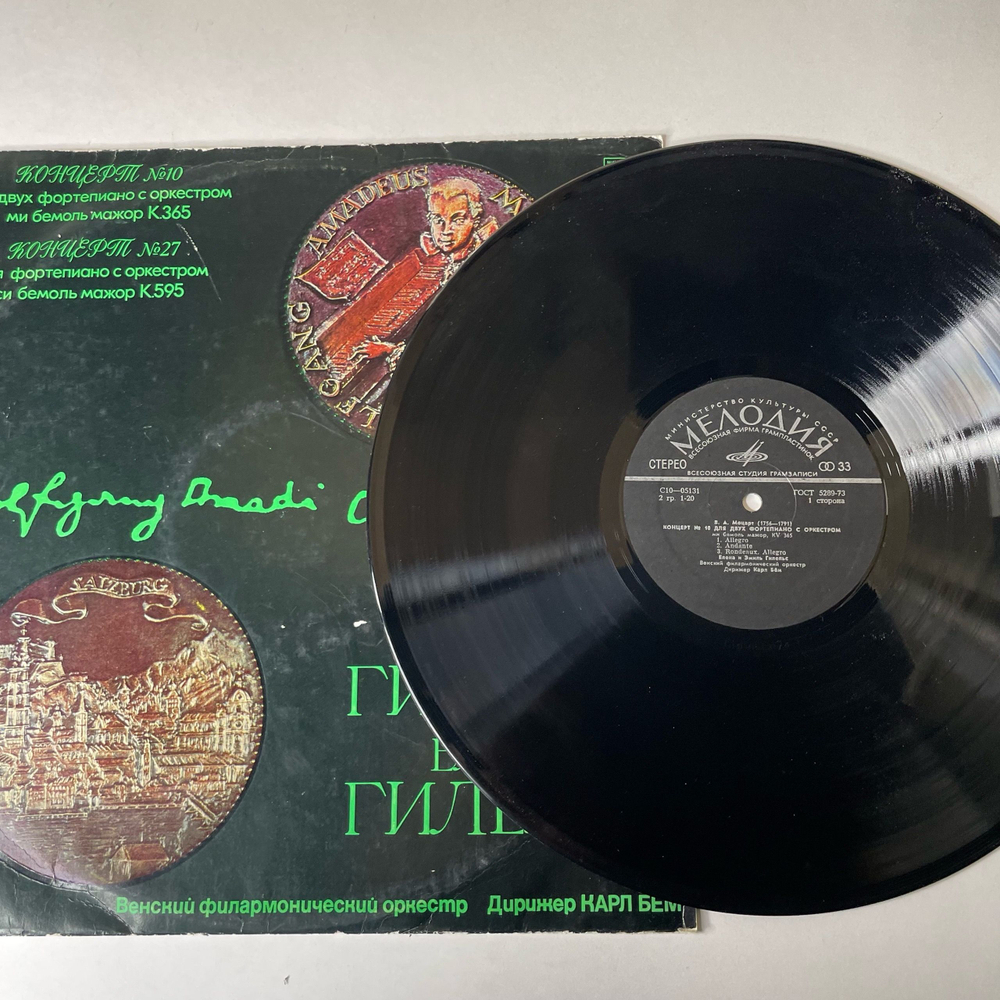 КОНЦЕРТ №10
двух фортепиано с оркестром
ми бемоль мажор К.365
КОНЦЕРТ №27
фортепиано с оркестром
си бемоль мажор К.595
AMADEUS
GANG
SALZBURG
Венский филармонический оркестр Дирижер КАРЛ БЕМ
МИНИСТЕРСТВО КУЛЬТУРЫ СССР
МЕЛОДИЯ
ВСЕСОЮЗНАЯ ФИРМА ГРАМПЛАСТИНОК
СТЕРЕО
33
ВСЕСОЮЗНАЯ СТУДИЯ ГРАМЗАПИСИ
С10—05131
ГОСТ 5289-73
2 гр. 1-20
1 сторона
В. А. Моцарт (1756—1791)
КОНЦЕРТ № 10 ДЛЯ ДВУХ ФОРТЕПИАНО С ОРКЕСТРОМ
ми бемоль мажор, KV 365
1. Allegro
2. Andante
3. Rondeaux. Allegro
Елена и Эмиль Гилельс
Венский филармонический оркестр
Дирижер Карл Бём